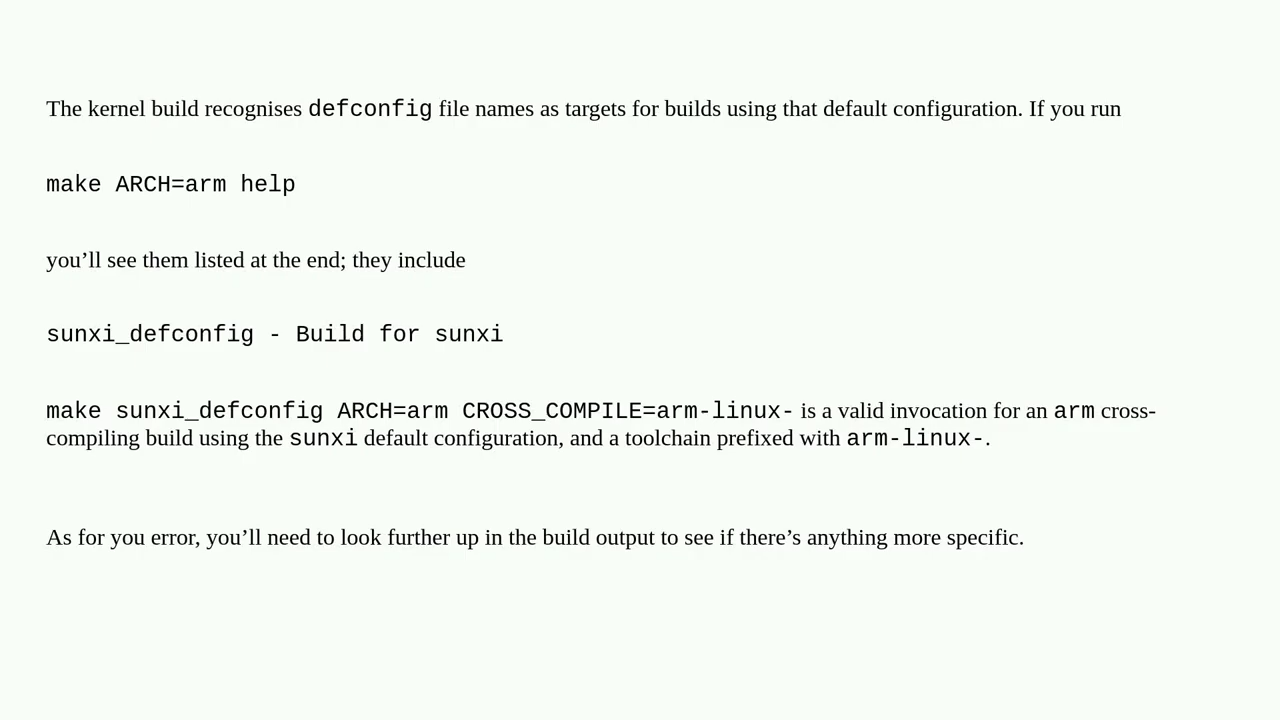 The kernel build recognises defconfig file names as targets for builds using that default configuration. If you run
make ARCH=arm help
you’ll see them listed at the end; they include
sunxi_defconfig - Build for sunxi
make sunxi_defconfig ARCH=arm CROSS_COMPILE=arm-linux- is a valid invocation for an arm cross-
compiling build using the sunxi default configuration, and a toolchain prefixed with arm-linux-.
As for you error, you’ll need to look further up in the build output to see if there’s anything more specific.